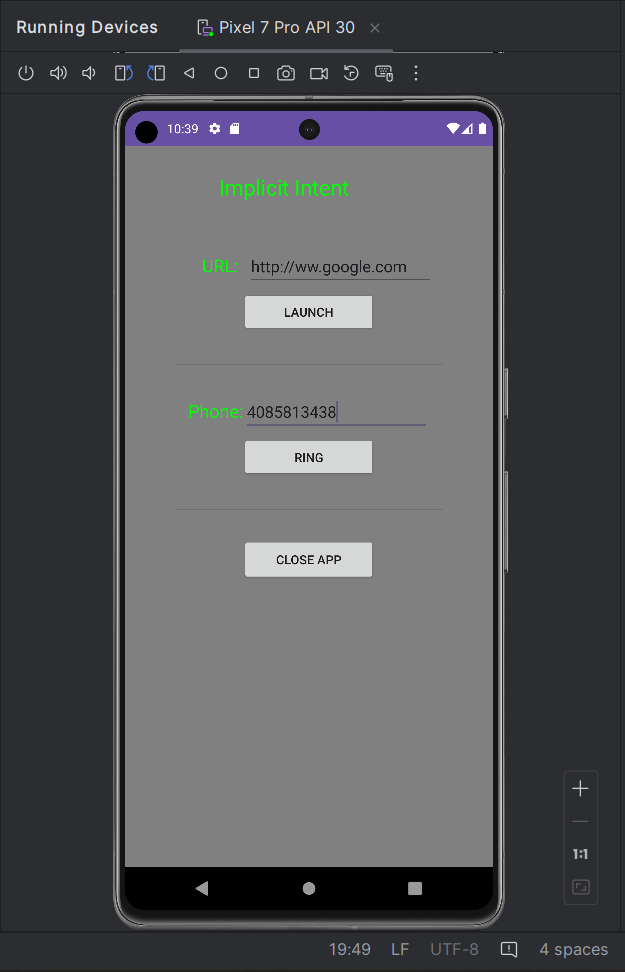 Running Devices
Pixel 7 Pro API 30
10:39
Implicit Intent
URL: http://ww.google.com
LAUNCH
Phone: 4085813438
RING
CLOSE APP
1:1
19:49 LF UTF-8 4 spaces